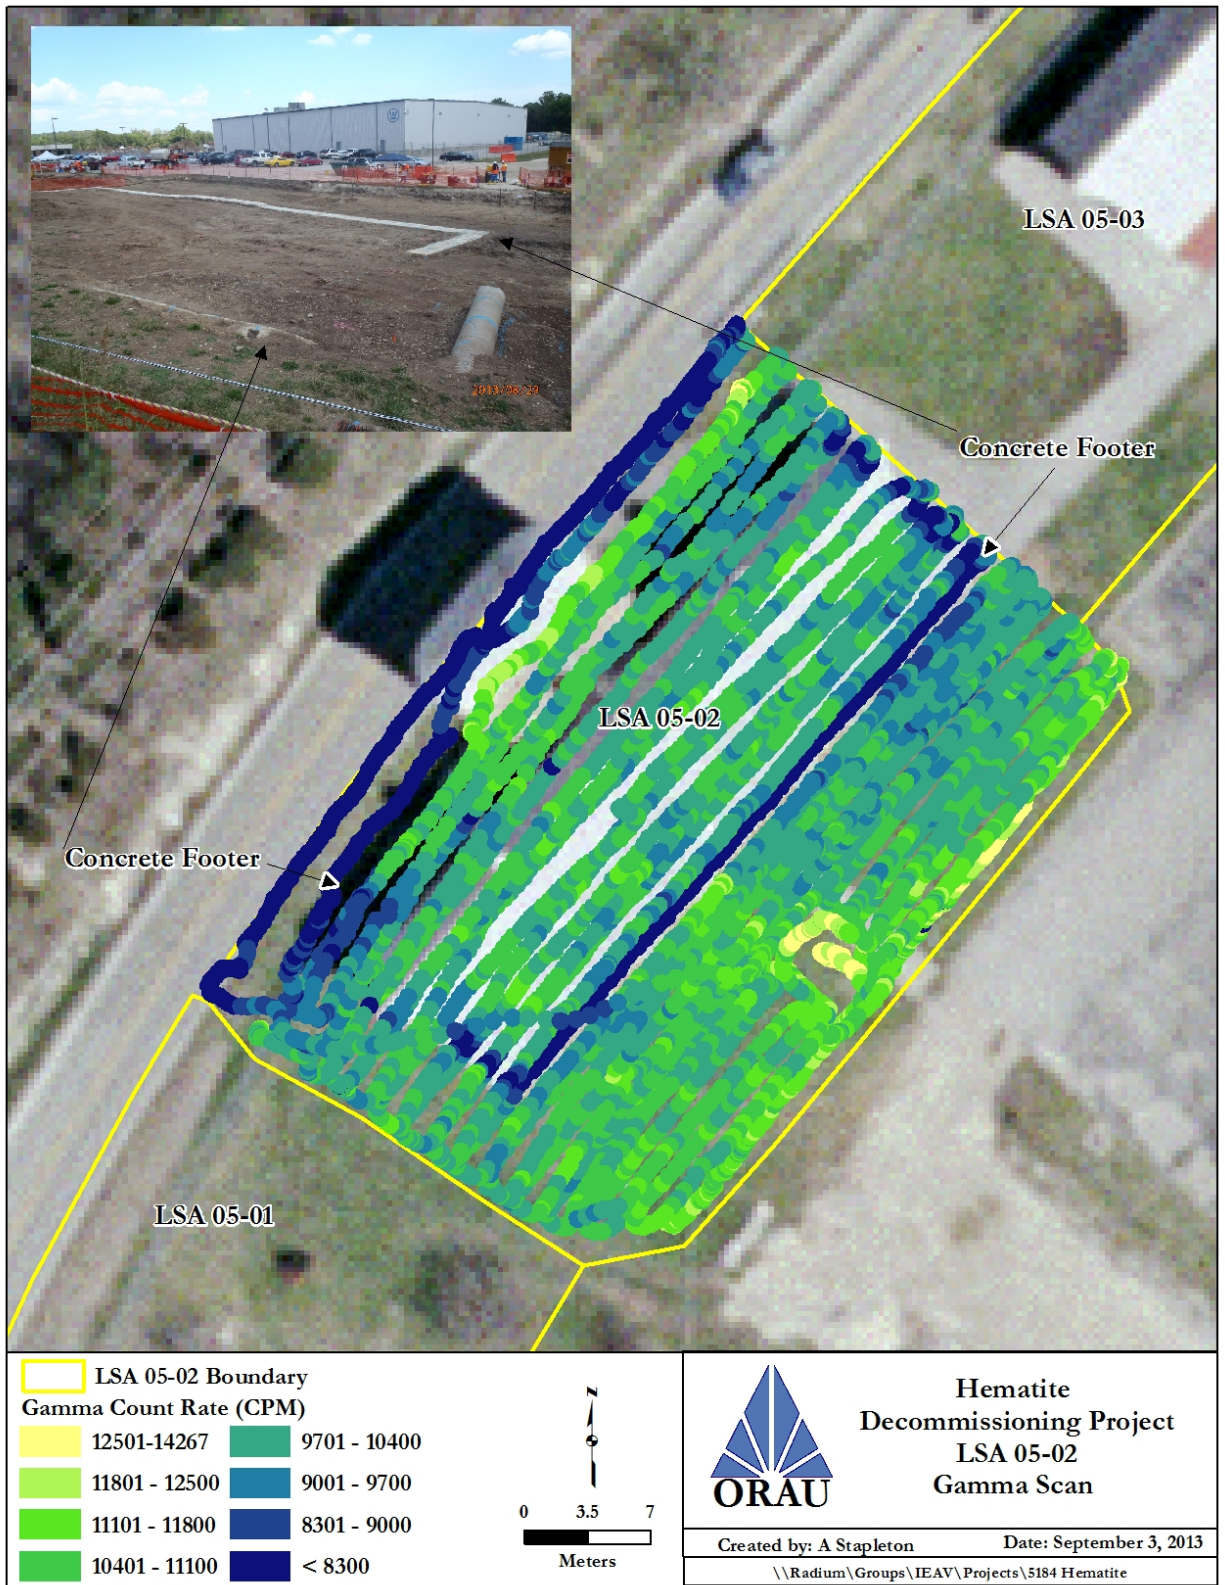 2013/08/29
LSA 05-03
Concrete Footer
LSA 05-02
Concrete Footer
LSA 05-01
LSA 05-02 Boundary
Gamma Count Rate (CPM)
12501-14267
11801 - 12500
11101 - 11800
10401 - 11100
9701 - 10400
9001 - 9700
8301 - 9000
< 8300
N
0 3.5 7
Meters
ORAU
Hematite
Decommissioning Project
LSA 05-02
Gamma Scan
Created by: A Stapleton
Date: September 3, 2013
\\Radium\Groups\IEAV\Projects\5184 Hematite